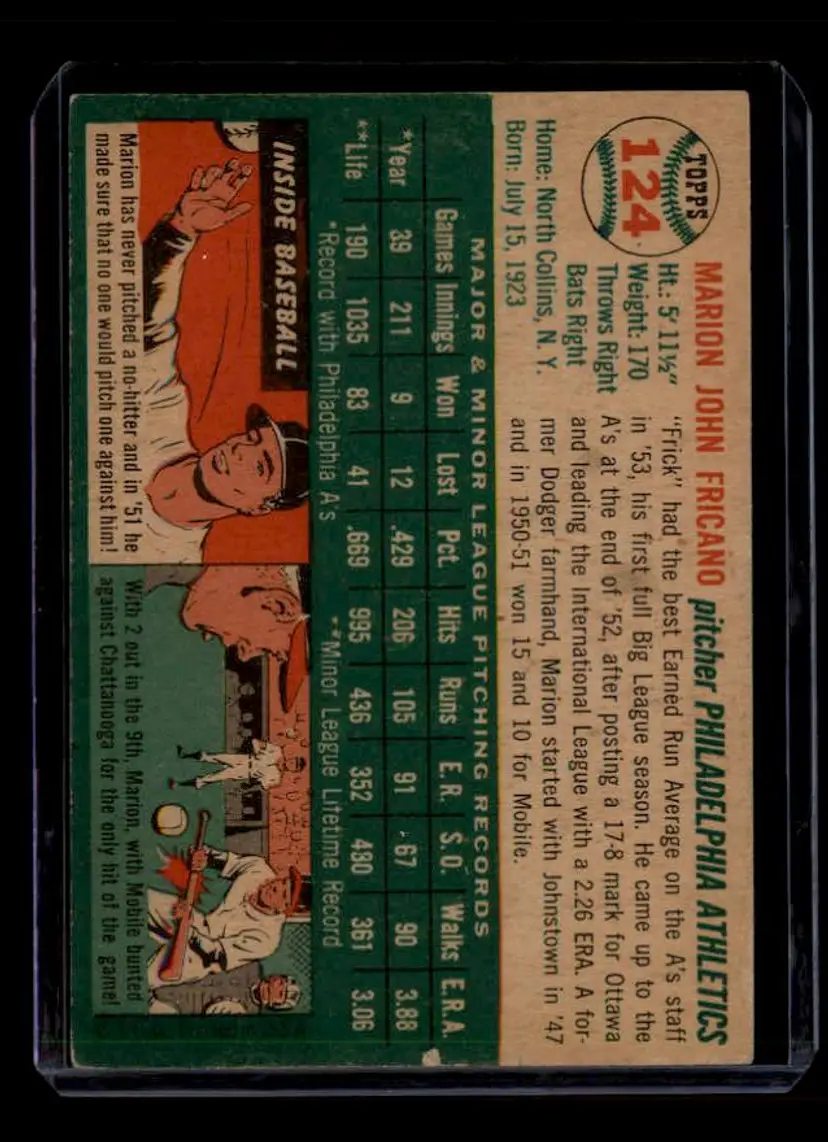 TOPPS
124
MARION JOHN FRICANO pitcher PHILADELPHIA ATHLETICS
Ht.: 5' 11½"
Weight: 170
Throws Right
Bats Right
Home: North Collins, N. Y.
Born: July 15, 1923
"Frick" had the best Earned Run Average on the A's staff
in '53, his first full Big League season. He came up to the
A's at the end of '52, after posting a 17-8 mark for Ottawa
and leading the International League with a 2.26 ERA. A for-
mer Dodger farmhand, Marion started with Johnstown in '47
and in 1950-51 won 15 and 10 for Mobile.
MAJOR & MINOR LEAGUE PITCHING RECORDS
Games Innings Won Lost Pct. Hits Runs E.R. S.O. Walks E.R.A.
*Year 39 211 9 12 .429 206 105 91 67 90 3.88
**Life 190 1035 83 41 .669 995 436 352 480 361 3.06
*Record with Philadelphia A's **Minor League Lifetime Record
INSIDE BASEBALL
Marion has never pitched a no-hitter and in '51 he
made sure that no one would pitch one against him!
With 2 out in the 9th, Marion, with Mobile bunted
against Chattanooga for the only hit of the game!